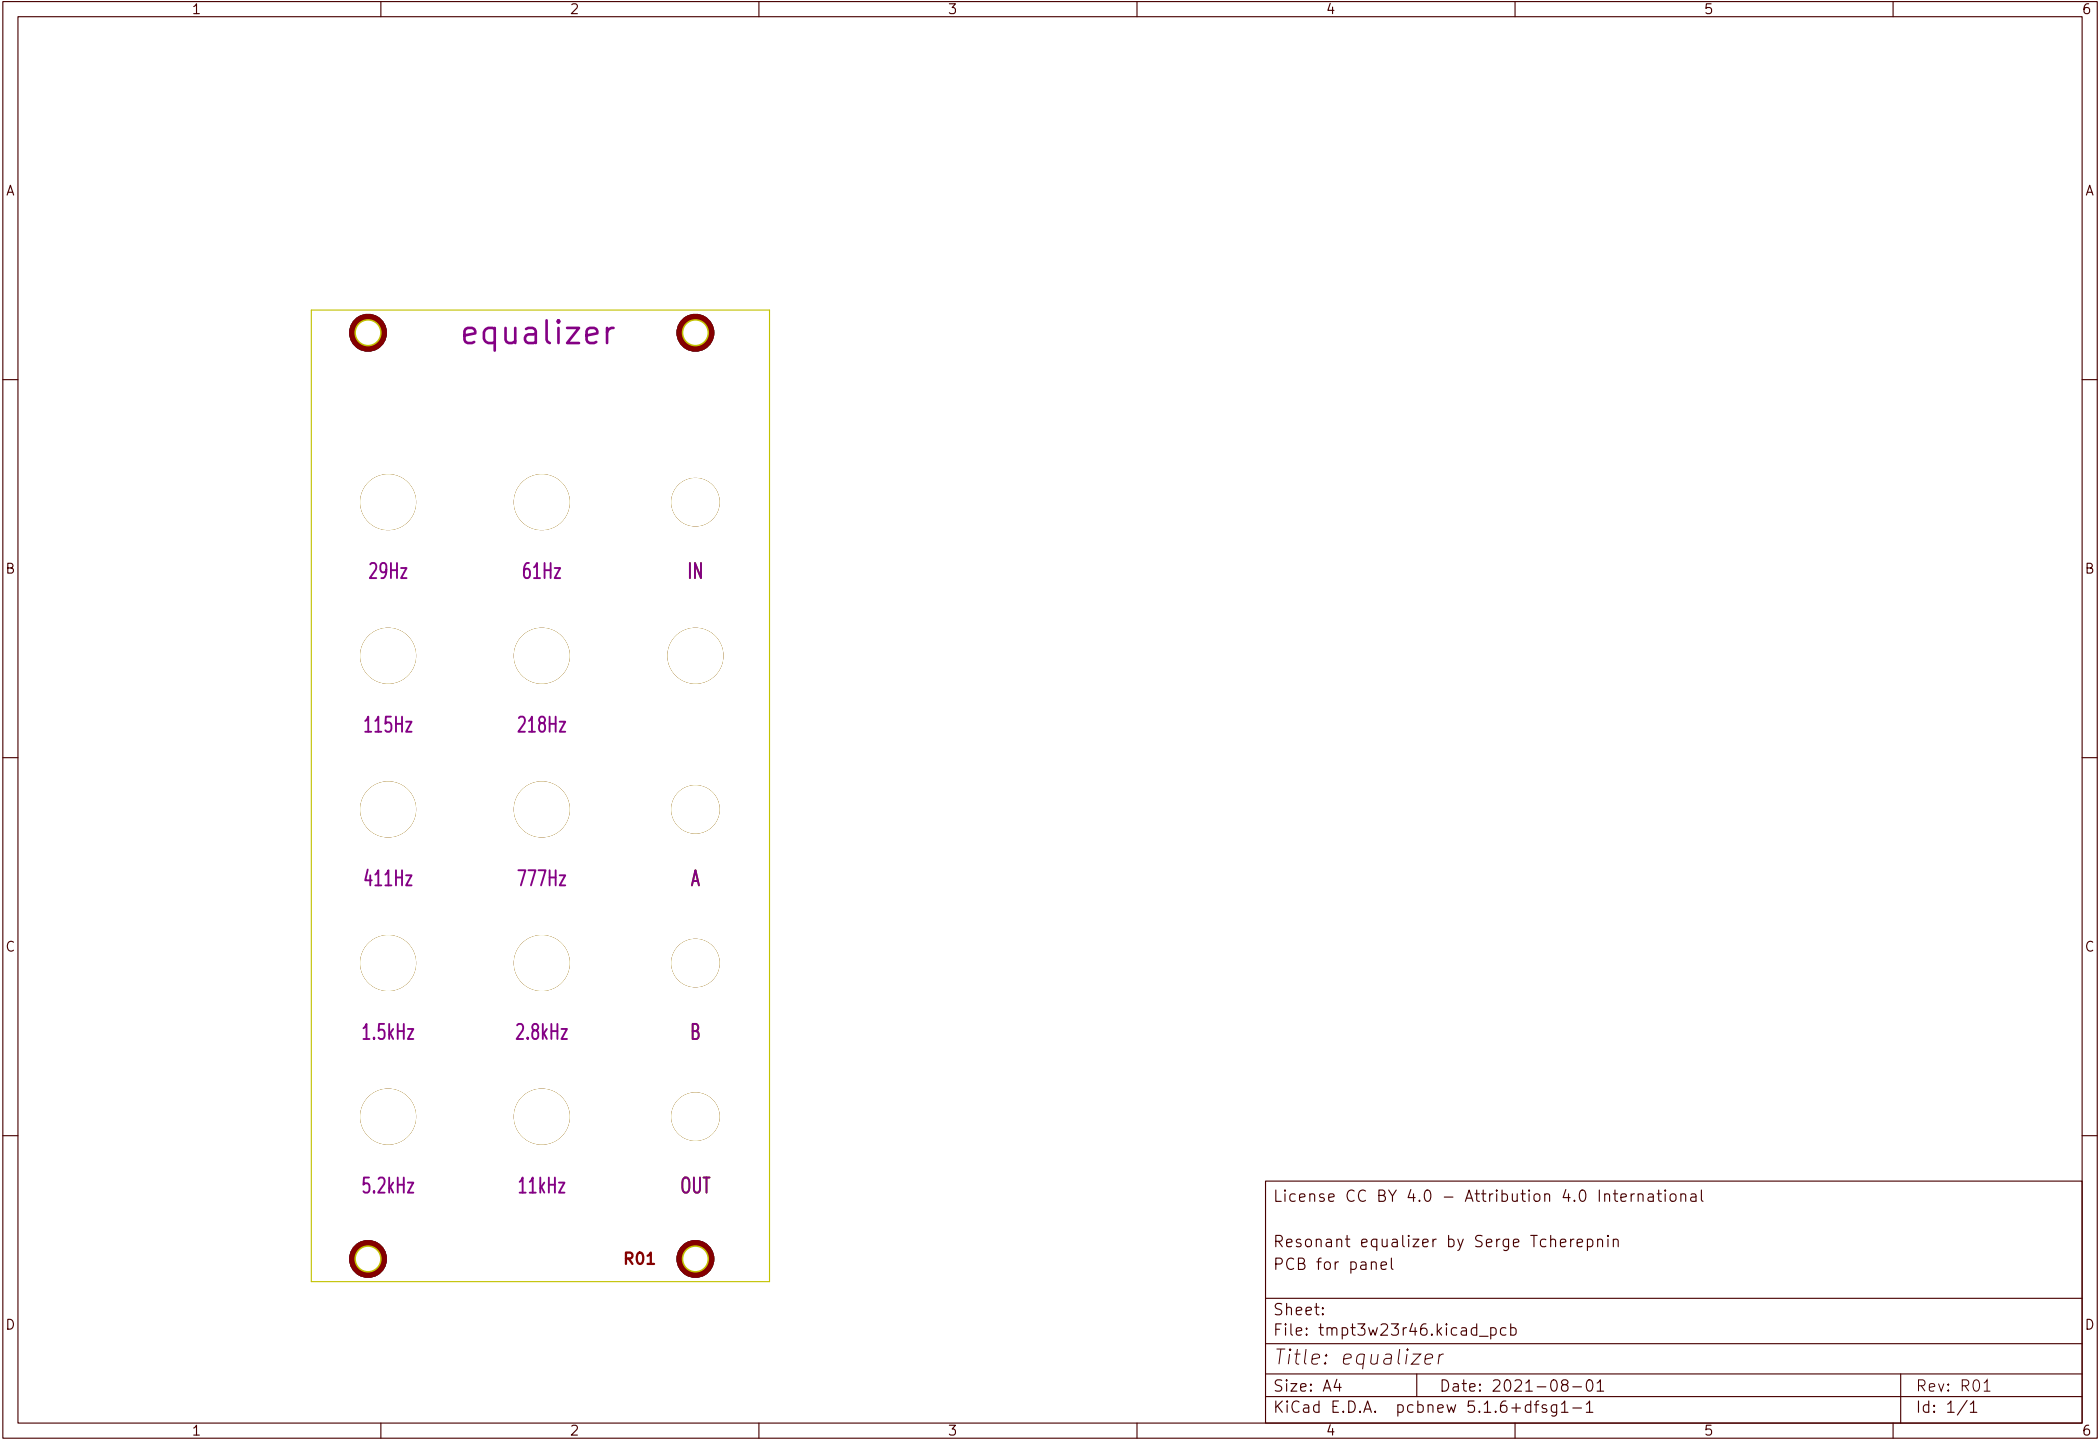 1 2 3 4 5 6
A A
equalizer
B B
29Hz 61Hz IN
115Hz 218Hz
411Hz 777Hz A
C C
1.5kHz 2.8kHz B
5.2kHz 11kHz OUT
R01
License CC BY 4.0 – Attribution 4.0 International
Resonant equalizer by Serge Tcherepnin
PCB for panel
Sheet:
D D
File: tmpt3w23r46.kicad_pcb
Title: equalizer
Size: A4 Date: 2021-08-01 Rev: R01
KiCad E.D.A. pcbnew 5.1.6+dfsg1-1 Id: 1/1
1 2 3 4 5 6